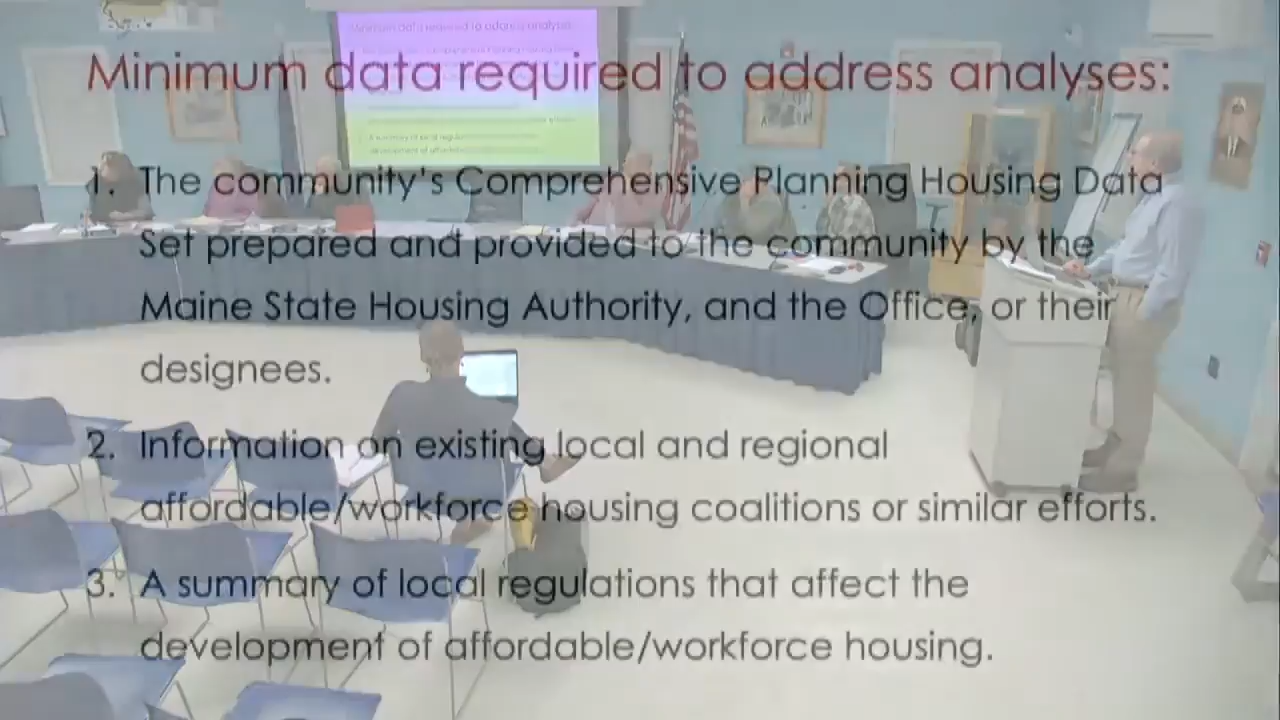 Minimum data required to address analyses:
1. The community's Comprehensive Planning Housing Data
Set prepared and provided to the community by the
Maine State Housing Authority, and the Office, or their
designees.
2. Information on existing local and regional
affordable/workforce housing coalitions or similar efforts.
3. A summary of local regulations that affect the
development of affordable/workforce housing.